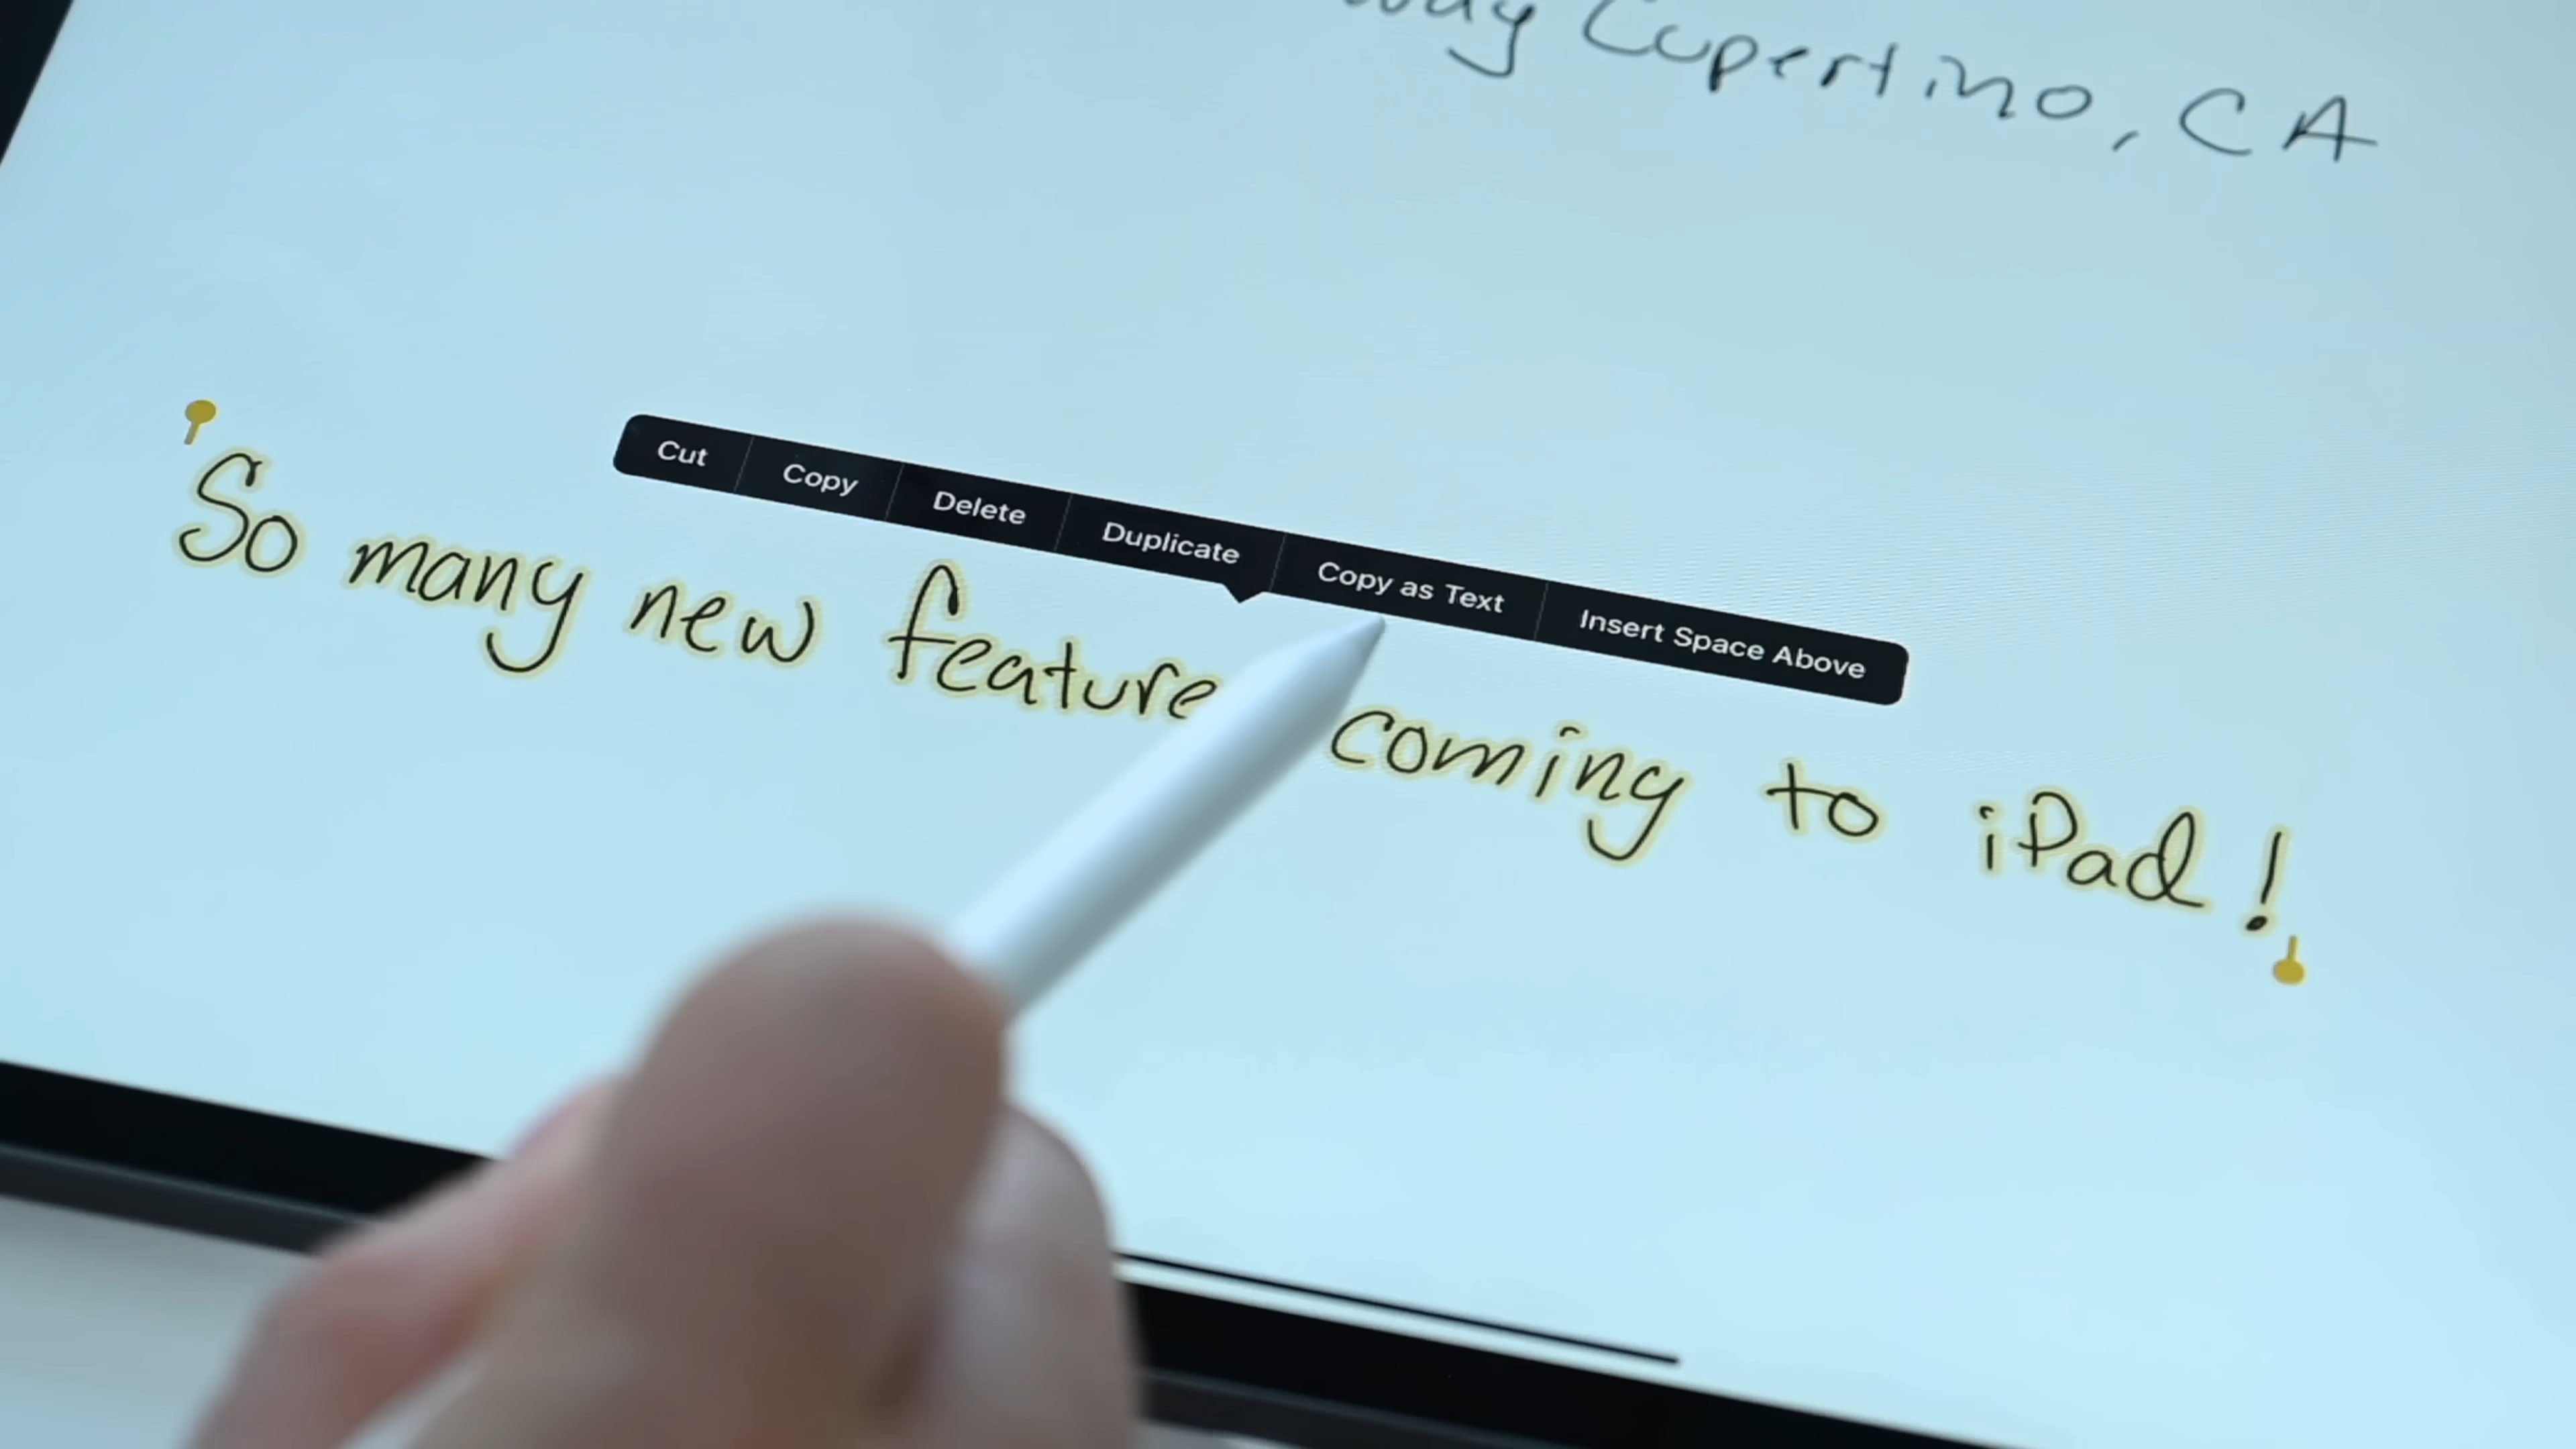 Cupertino, CA
Cut Copy Delete Duplicate Copy as Text Insert Space Above
So many new feature coming to iPad!